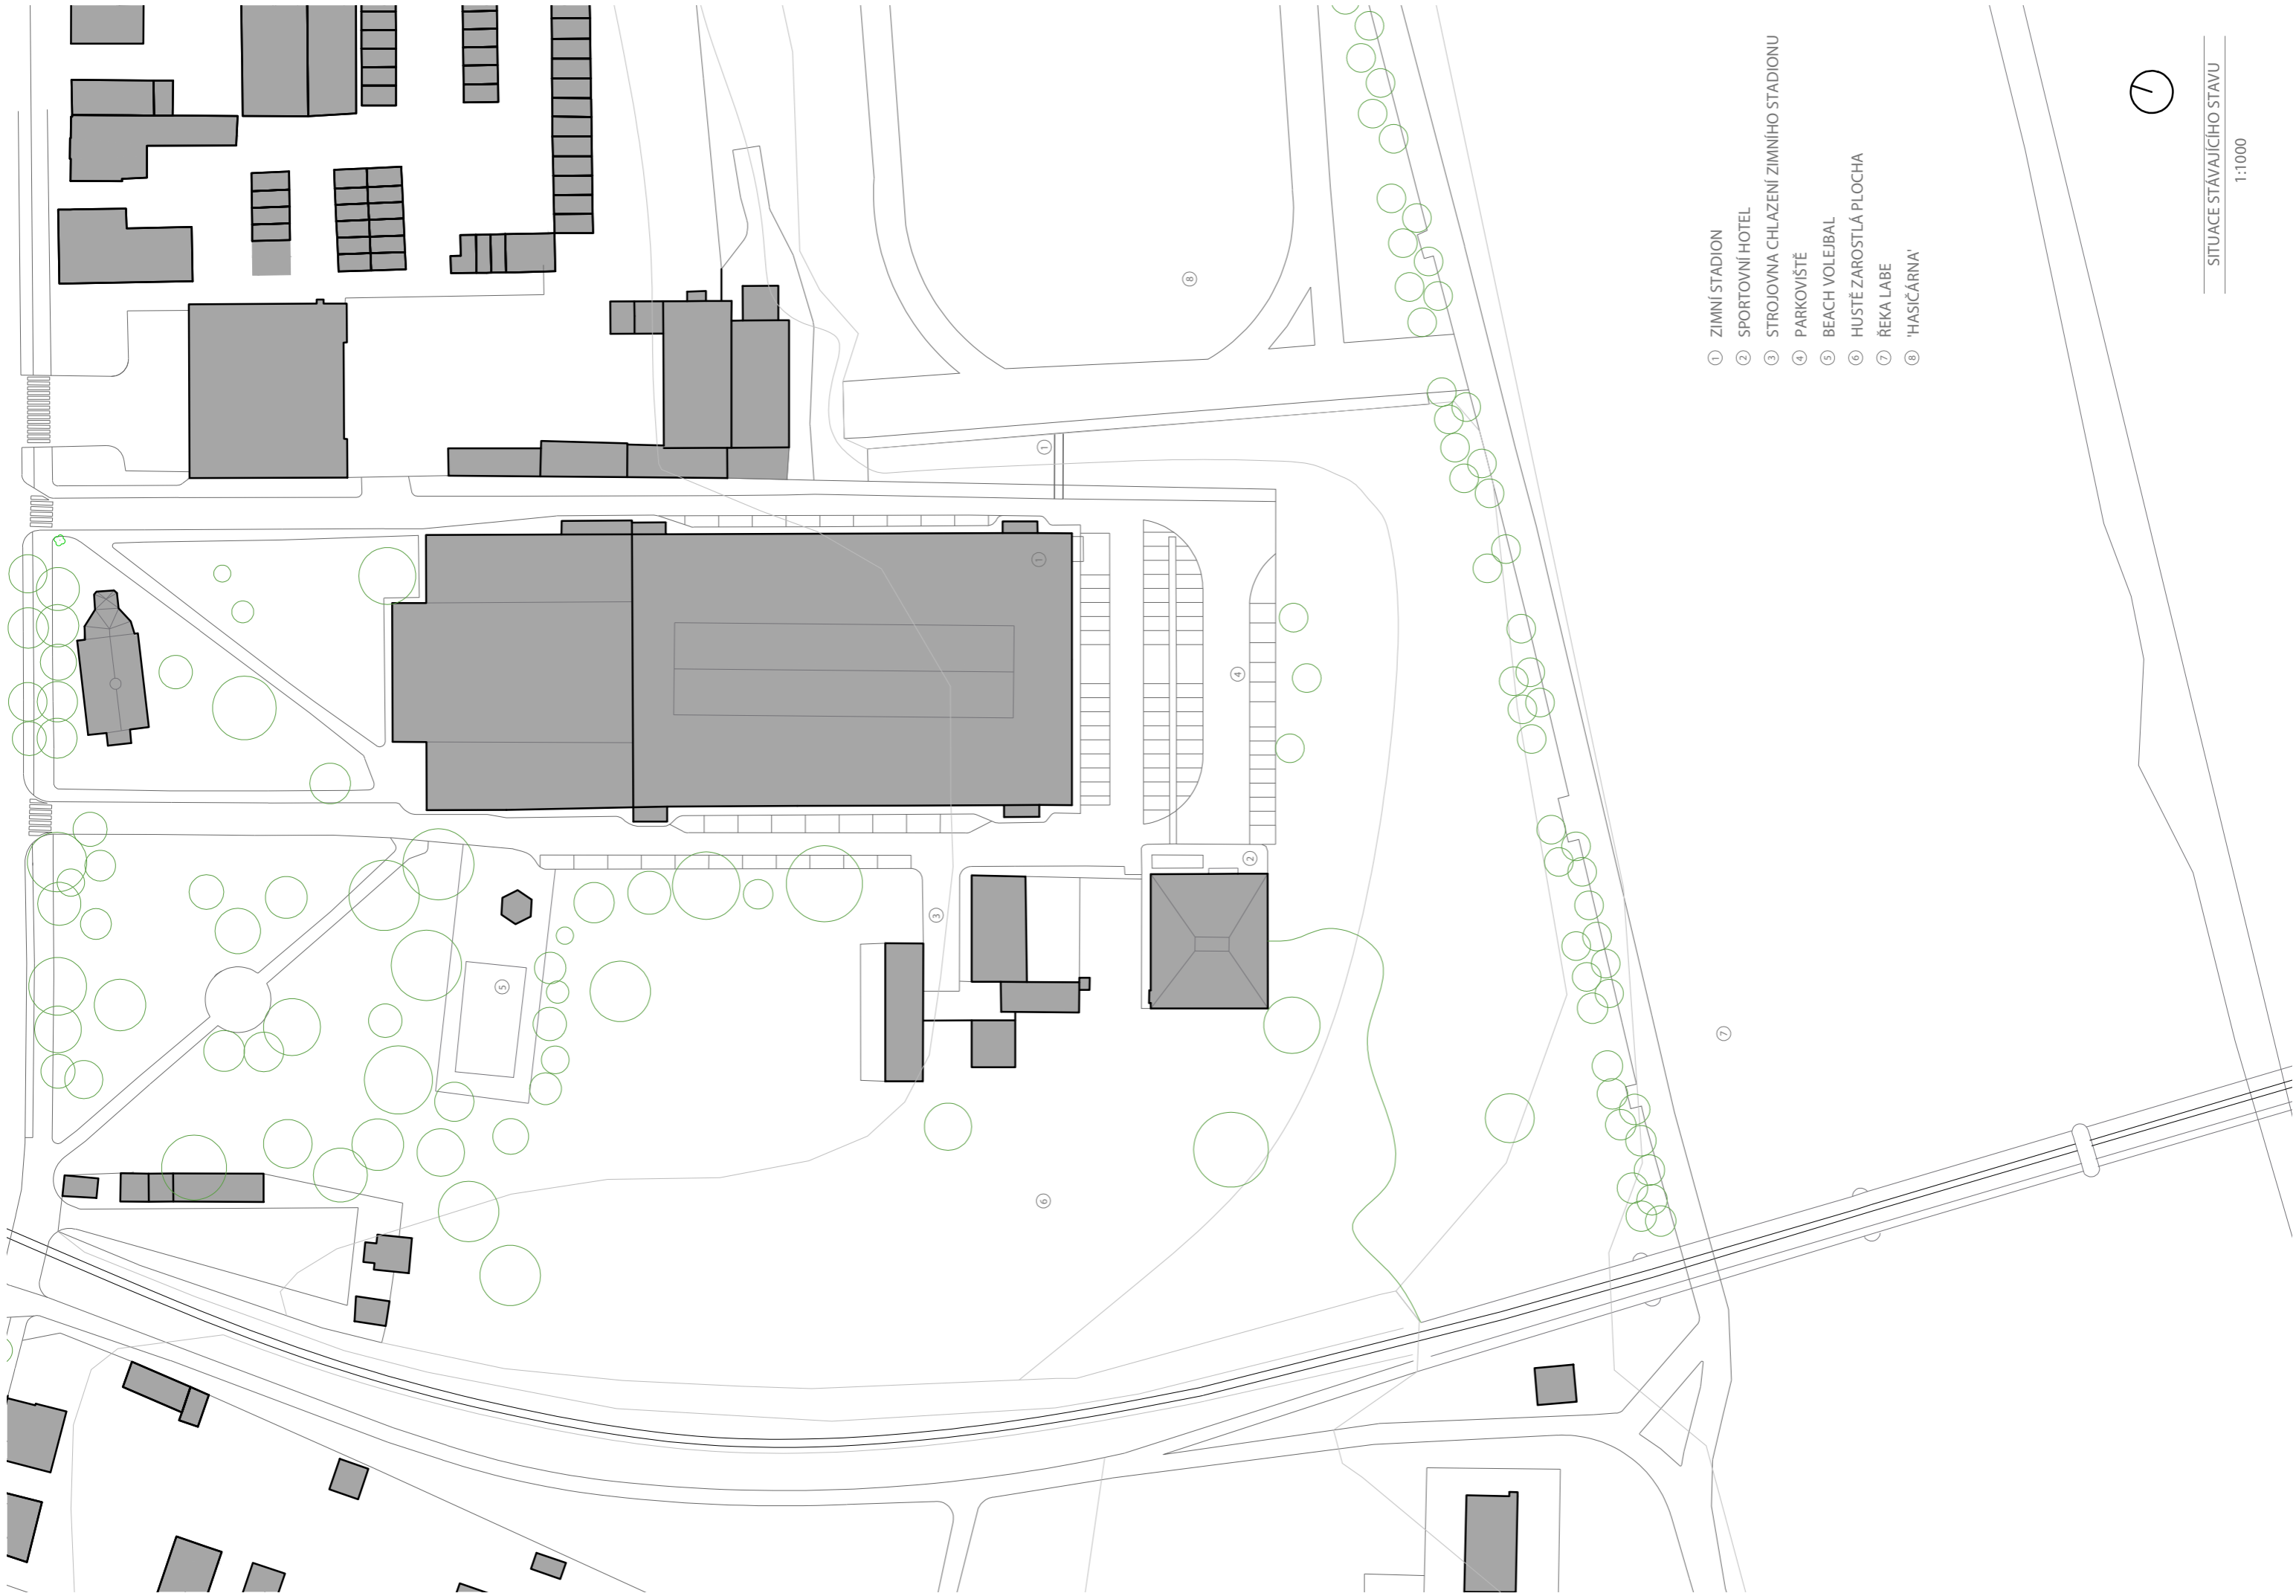 ① ZIMNÍ STADION
② SPORTOVNÍ HOTEL
③ STROJOVNA CHLAZENÍ ZIMNÍHO STADIONU
④ PARKOVIŠTĚ
⑤ BEACH VOLEJBAL
⑥ HUSTĚ ZAROSTLÁ PLOCHA
⑦ ŘEKA LABE
⑧ 'HASIČÁRNA'
SITUACE STÁVAJÍCÍHO STAVU
1:1000
⑧
①
①
④
②
③
⑤
⑦
⑥